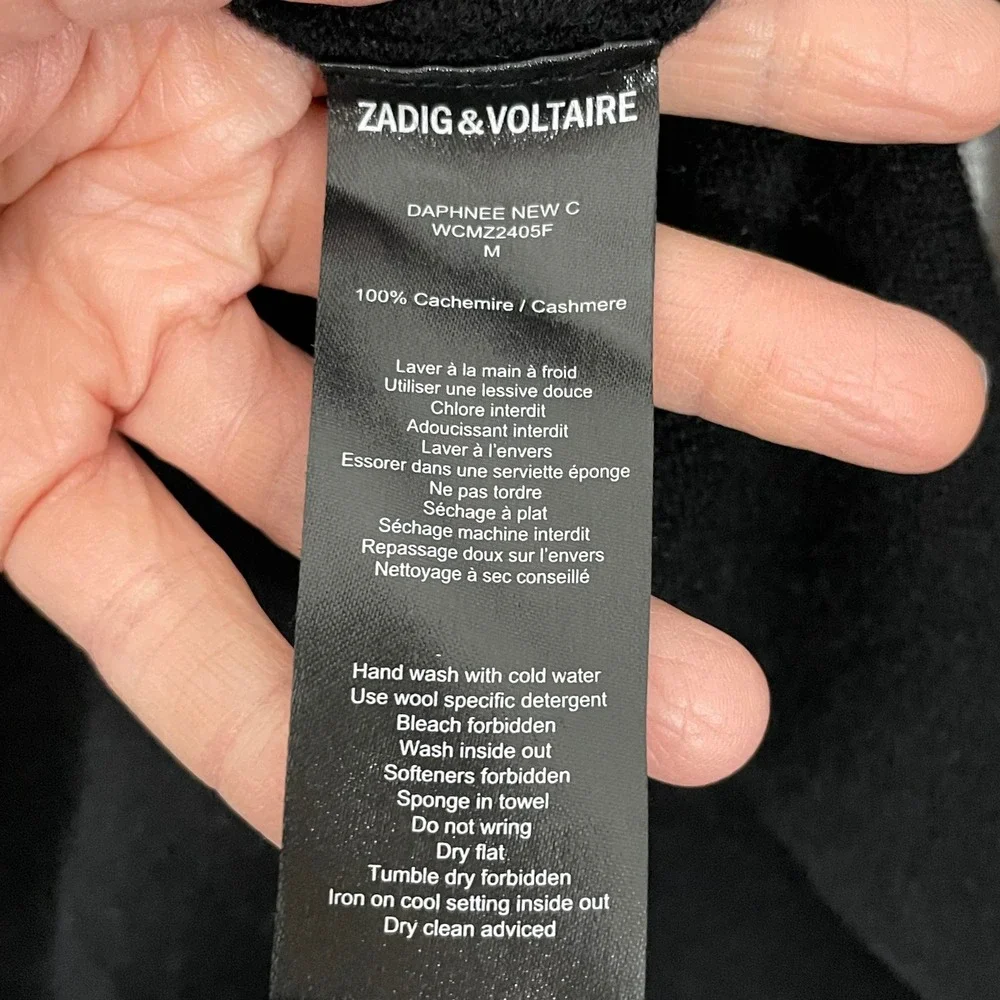 ZADIG&VOLTAIRE
DAPHNEE NEW C
WCMZ2405F
M
100% Cachemire / Cashmere
Laver à la main à froid
Utiliser une lessive douce
Chlore interdit
Adoucissant interdit
Laver à l'envers
Essorer dans une serviette éponge
Ne pas tordre
Séchage à plat
Séchage machine interdit
Repassage doux sur l'envers
Nettoyage à sec conseillé
Hand wash with cold water
Use wool specific detergent
Bleach forbidden
Wash inside out
Softeners forbidden
Sponge in towel
Do not wring
Dry flat
Tumble dry forbidden
Iron on cool setting inside out
Dry clean adviced